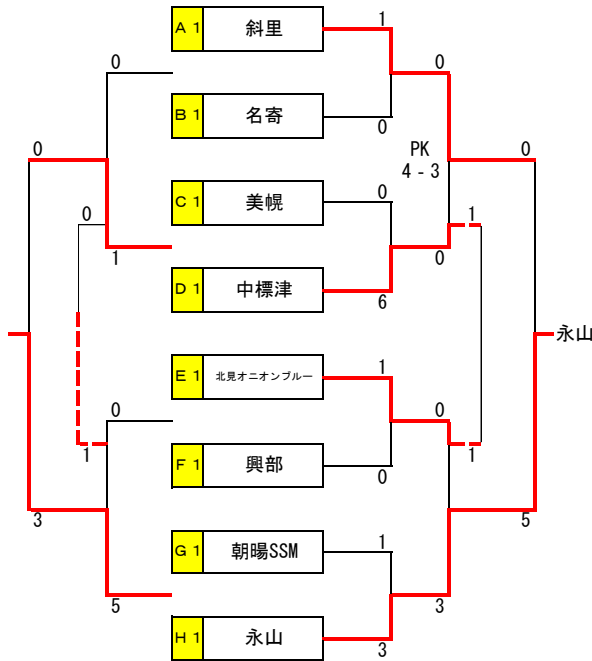 A1 斜里 1
0 0
B1 名寄 0
PK
4 - 3
0 0
C1 美幌 0
0 1
1 0
D1 中標津 6
永山
E1 北見オニオンブルー 1
0 0
1 1
F1 興部 0
3 5
G1 朝暘SSM 1
5 3
H1 永山 3